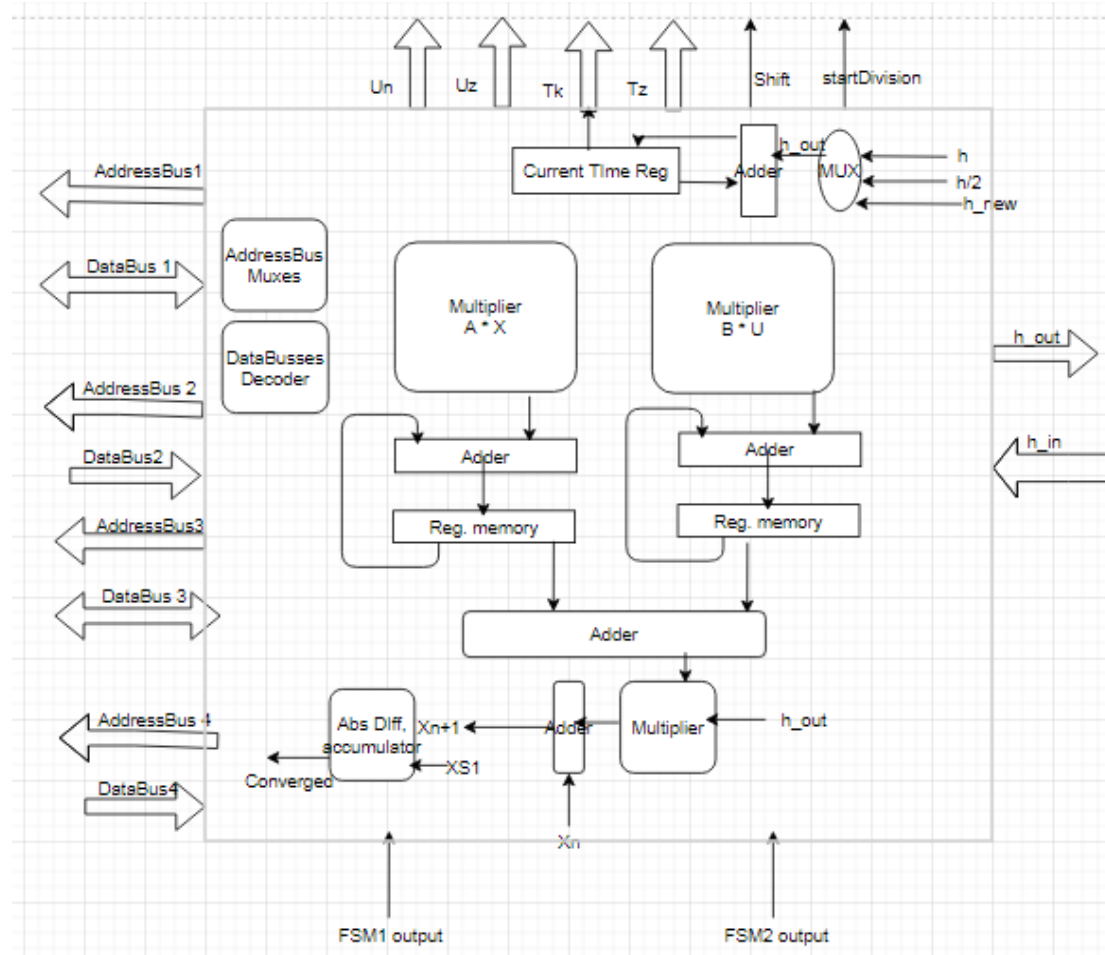 Un
Uz
Tk
Tz
Shift
startDivision
AddressBus1
Current TIme Reg
Adder
h_out
MUX
h
h/2
h_new
AddressBus
Muxes
DataBus 1
Multiplier
A * X
Multiplier
B * U
DataBusses
Decoder
h_out
AddressBus 2
h_in
DataBus2
Adder
Adder
AddressBus3
Reg. memory
Reg. memory
DataBus 3
Adder
AddressBus 4
Abs DIff,
accumulator
Xn+1
Adder
Multiplier
h_out
XS1
Converged
DataBus4
Xn
FSM1 output
FSM2 output